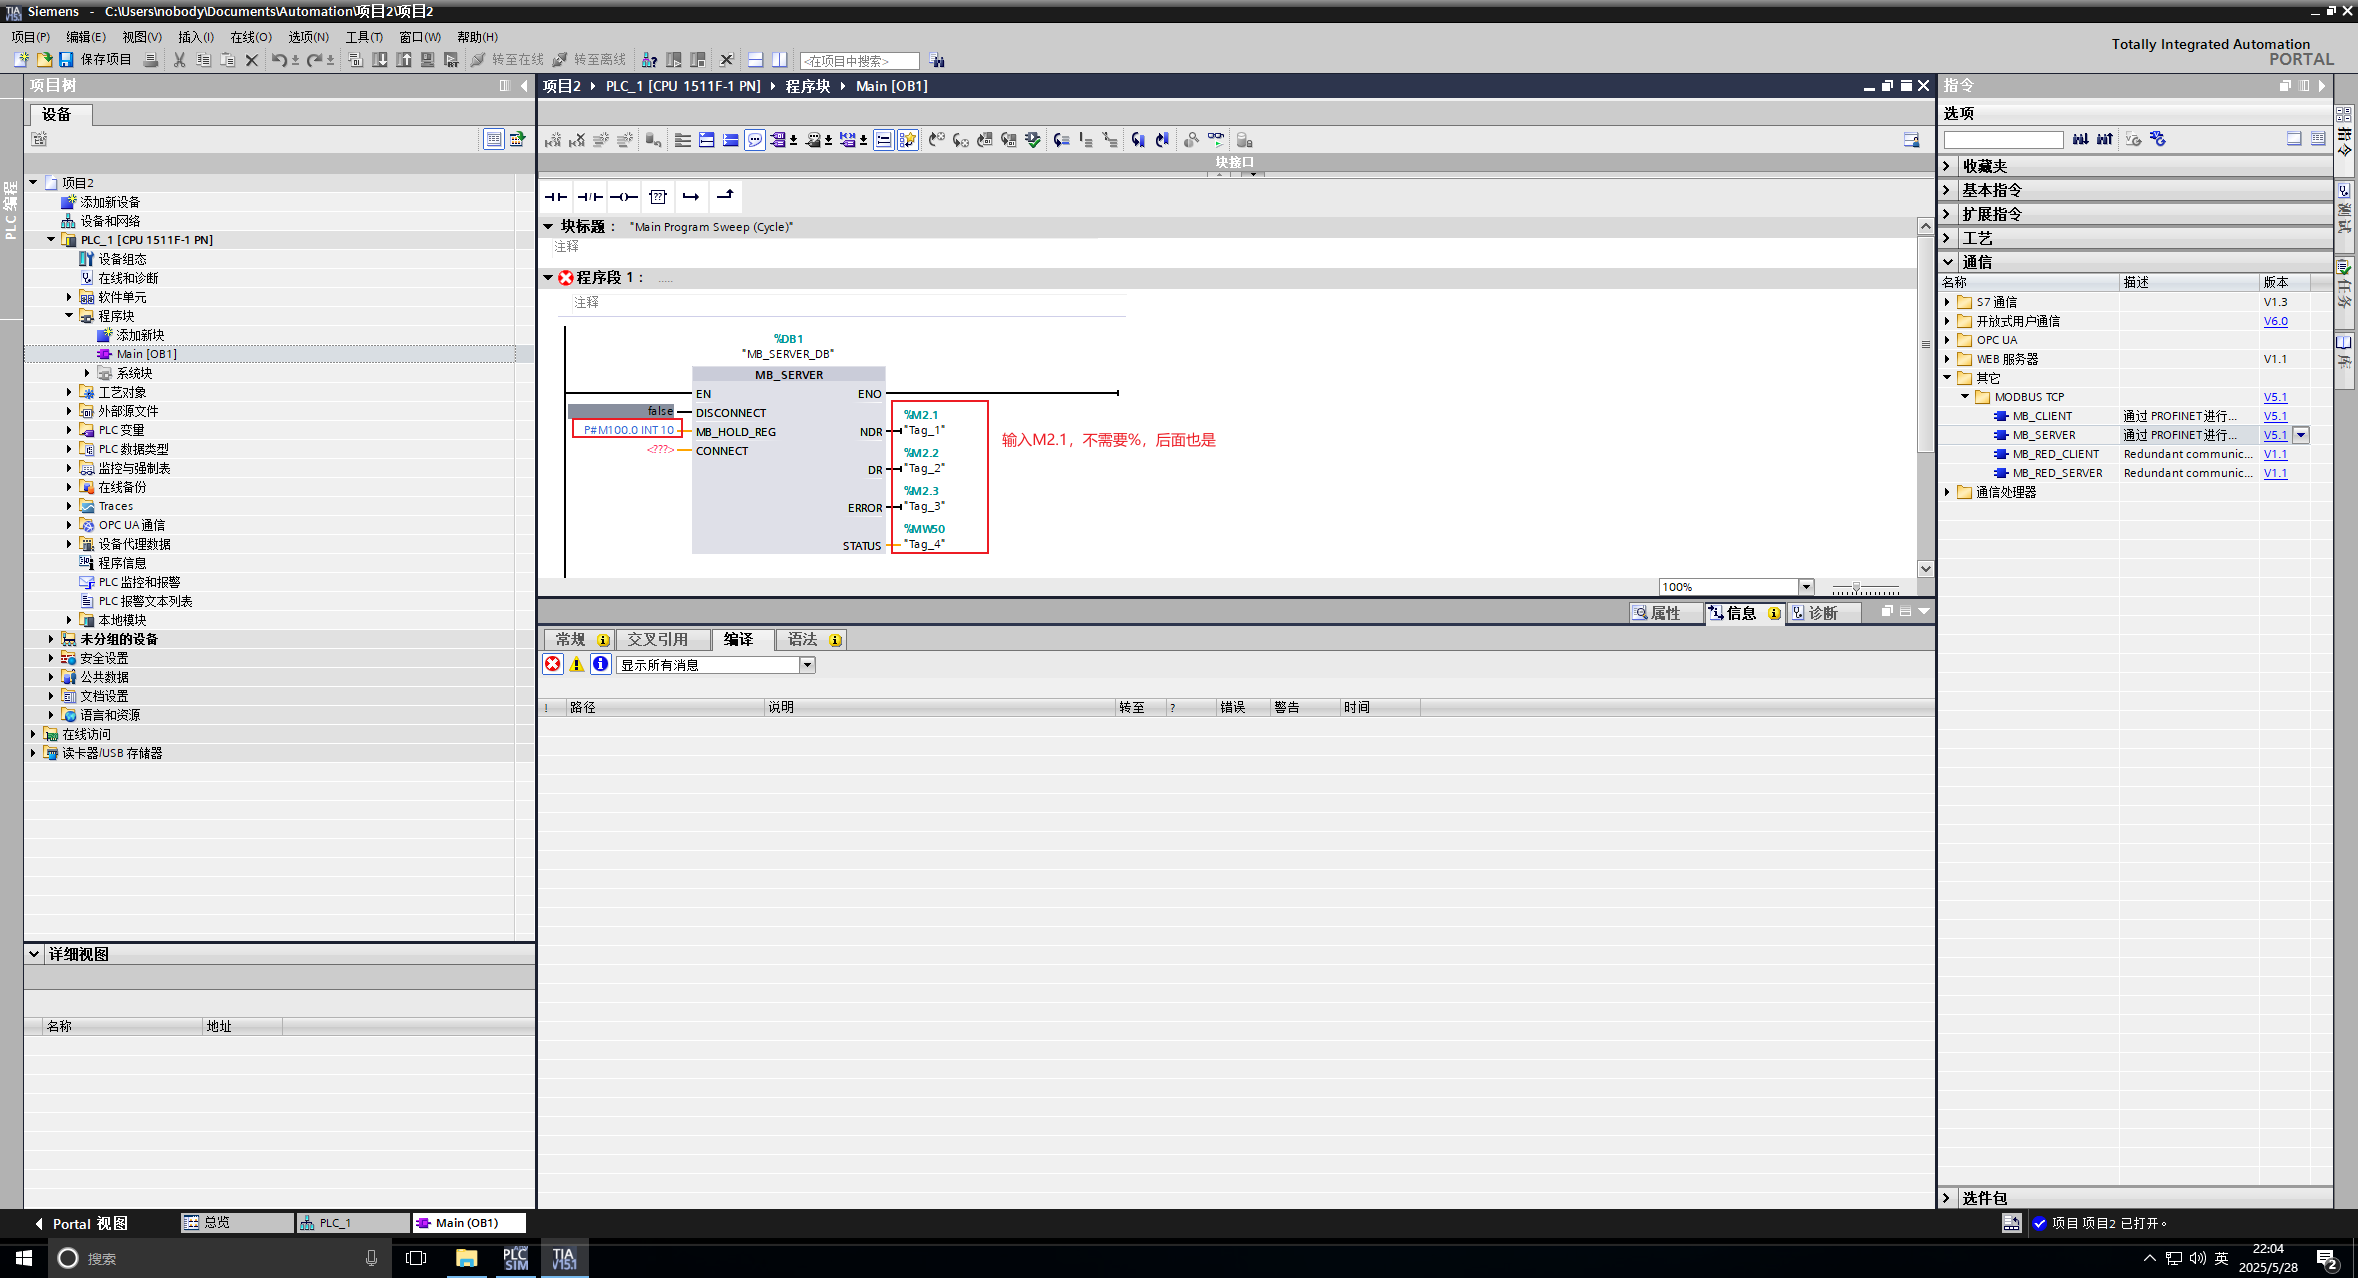 Siemens - C:\Users\nobody\Documents\Automation\项目2\项目2
项目(P) 编辑(E) 视图(V) 插入(I) 在线(O) 选项(N) 工具(T) 窗口(W) 帮助(H)
Totally Integrated Automation
PORTAL
保存项目 转至在线 转至离线 <在项目中搜索>
项目树
设备
PLC 编程
项目2
添加新设备
设备和网络
PLC_1 [CPU 1511F-1 PN]
设备组态
在线和诊断
软件单元
程序块
添加新块
Main [OB1]
系统块
工艺对象
外部源文件
PLC 变量
PLC 数据类型
监控与强制表
在线备份
Traces
OPC UA 通信
设备代理数据
程序信息
PLC 监控和报警
PLC 报警文本列表
本地模块
未分组的设备
安全设置
公共数据
文档设置
语言和资源
在线访问
读卡器/USB 存储器
详细视图
名称 地址
项目2 PLC_1 [CPU 1511F-1 PN] 程序块 Main [OB1]
块接口
块标题： "Main Program Sweep (Cycle)"
注释
程序段 1： .....
注释
%DB1
"MB_SERVER_DB"
MB_SERVER
EN ENO
false DISCONNECT
P#M100.0 INT 10 MB_HOLD_REG
<???> CONNECT
NDR
DR
ERROR
STATUS
%M2.1
"Tag_1"
%M2.2
"Tag_2"
%M2.3
"Tag_3"
%MW50
"Tag_4"
输入M2.1，不需要%，后面也是
100%
属性 信息 诊断
常规 交叉引用 编译 语法
显示所有消息
! 路径 说明 转至 ? 错误 警告 时间
指令
选项
收藏夹
基本指令
扩展指令
工艺
通信
名称 描述 版本
S7 通信 V1.3
开放式用户通信 V6.0
OPC UA
WEB 服务器 V1.1
其它
MODBUS TCP V5.1
MB_CLIENT 通过 PROFINET 进行... V5.1
MB_SERVER 通过 PROFINET 进行... V5.1
MB_RED_CLIENT Redundant communic... V1.1
MB_RED_SERVER Redundant communic... V1.1
通信处理器
选件包
指令
测试
任务
库
Portal 视图 总览 PLC_1 Main (OB1)
项目 项目2 已打开。
搜索
PLC SIM
TIA V15.1
英
22:04
2025/5/28
2